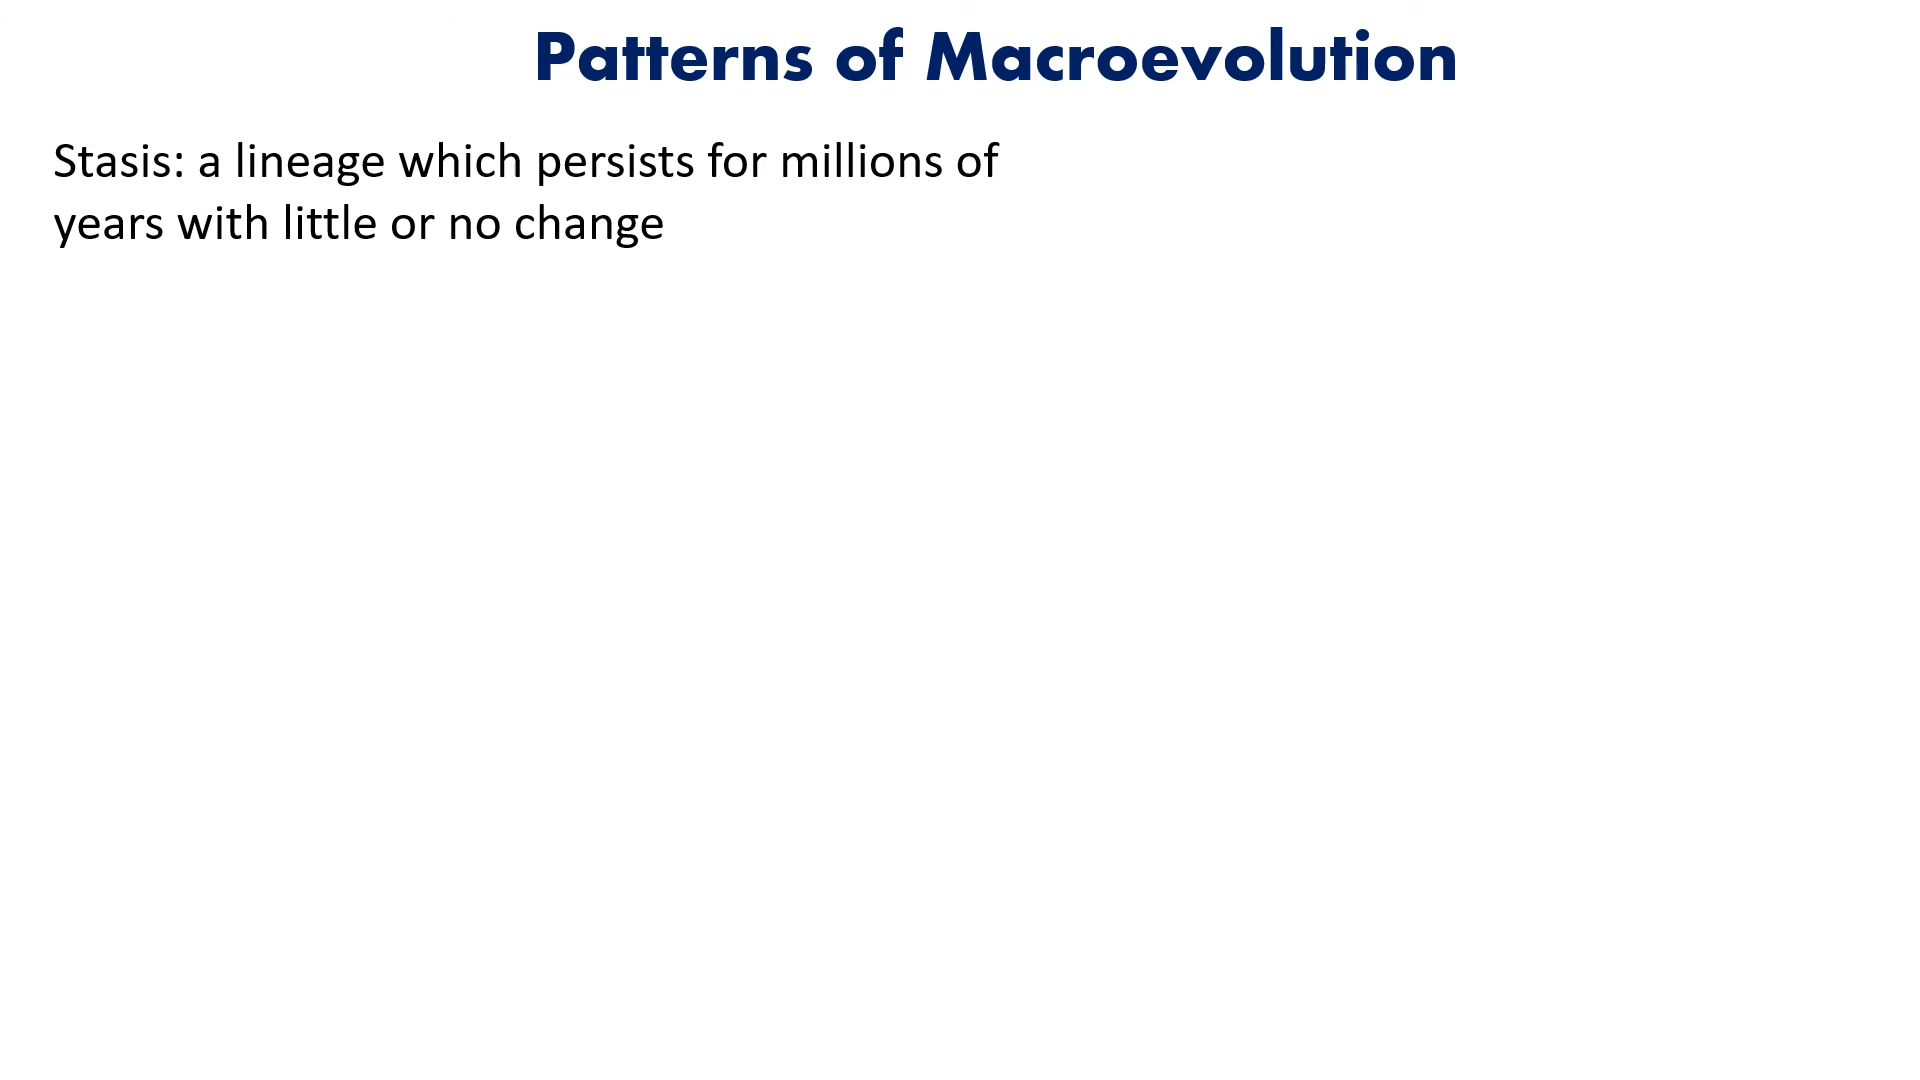 Patterns of Macroevolution
Stasis: a lineage which persists for millions of
years with little or no change